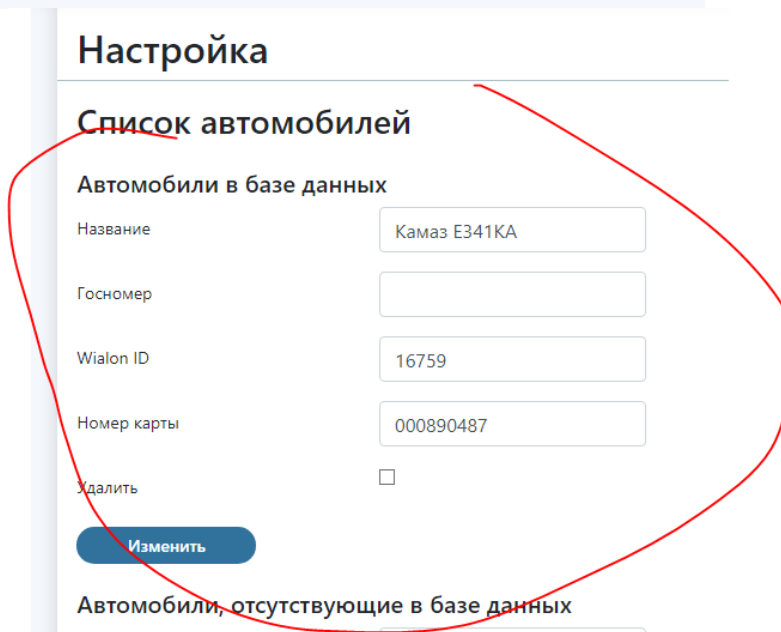 Настройка
Список автомобилей
Автомобили в базе данных
Название
Камаз Е341КА
Госномер
Wialon ID
16759
Номер карты
000890487
Удалить
Изменить
Автомобили, отсутствующие в базе данных